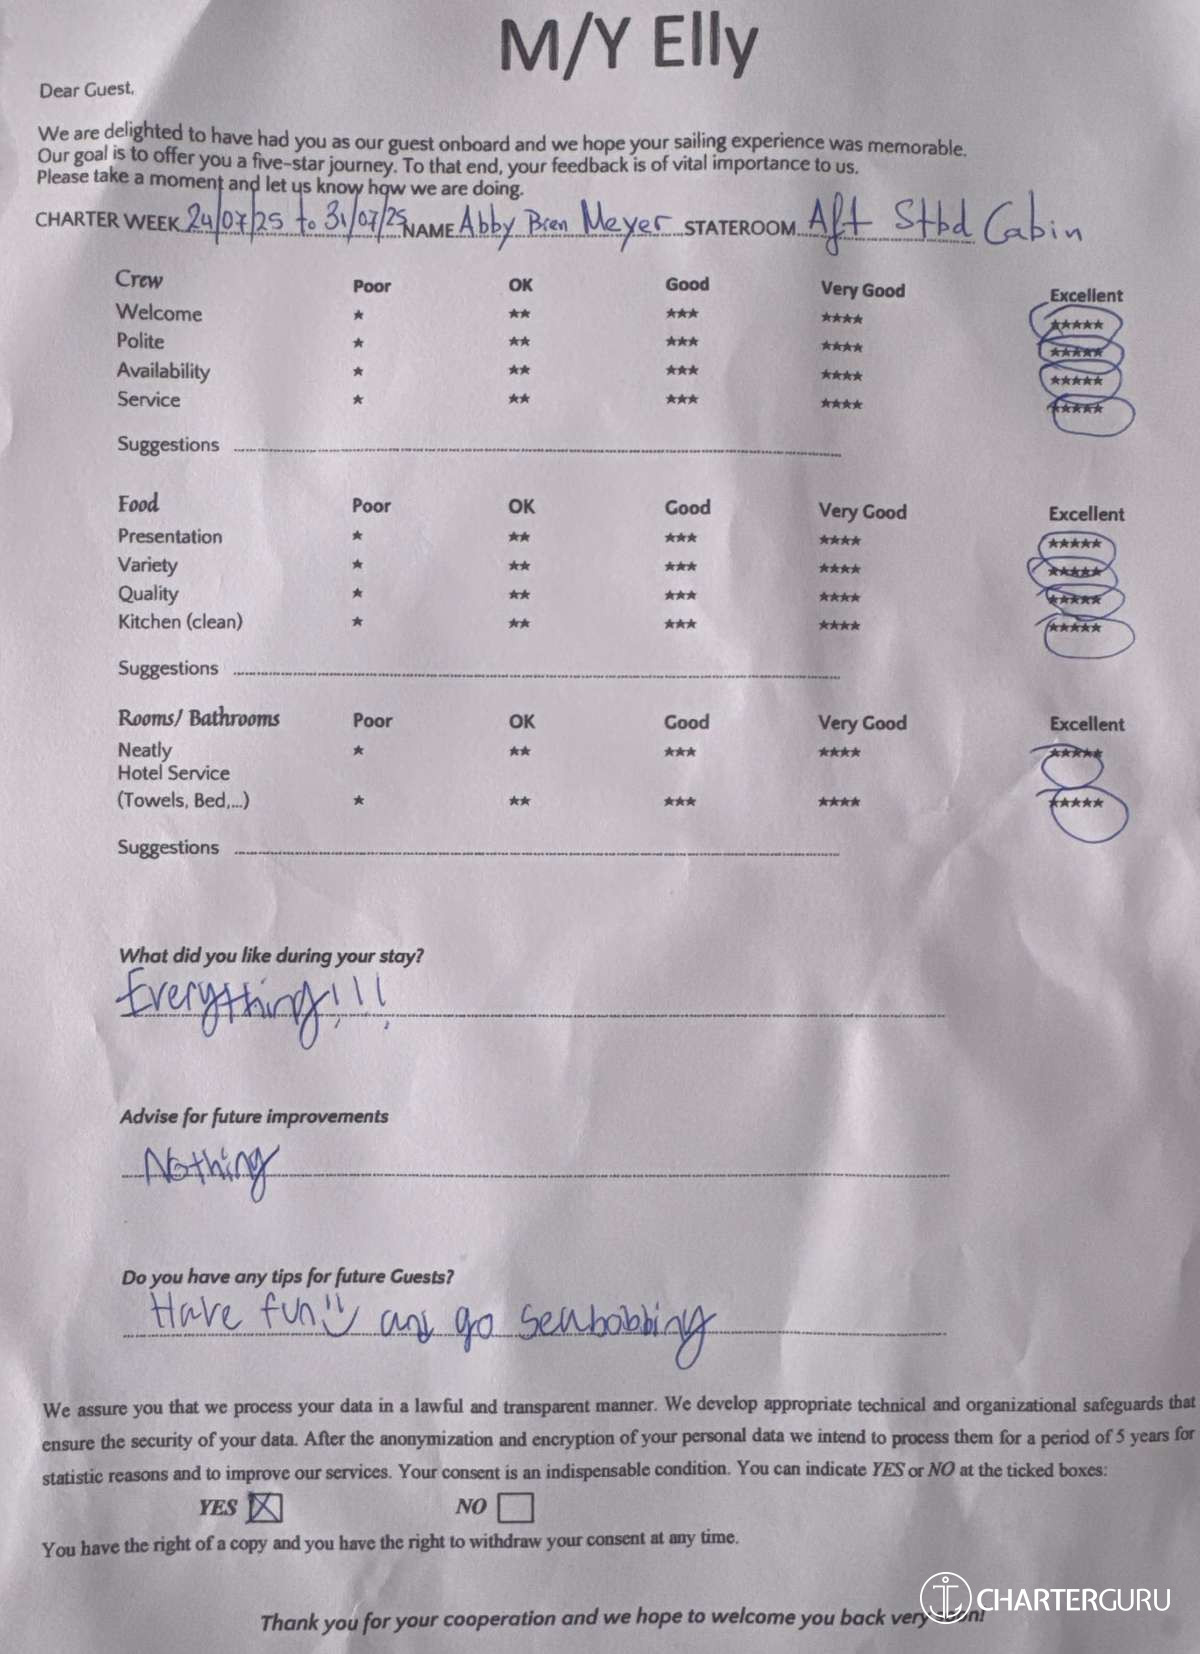 M/Y Elly
Dear Guest,
We are delighted to have had you as our guest onboard and we hope your sailing experience was memorable.
Our goal is to offer you a five-star journey. To that end, your feedback is of vital importance to us.
Please take a moment and let us know how we are doing.
CHARTER WEEK 24/07/25 to 31/07/25 NAME Abby Bren Meyer STATEROOM Aft Stbd Cabin
Crew Poor OK Good Very Good Excellent
Welcome ★ ★★ ★★★ ★★★★ ★★★★★
Polite ★ ★★ ★★★ ★★★★ ★★★★★
Availability ★ ★★ ★★★ ★★★★ ★★★★★
Service ★ ★★ ★★★ ★★★★ ★★★★★
Suggestions
Food Poor OK Good Very Good Excellent
Presentation ★ ★★ ★★★ ★★★★ ★★★★★
Variety ★ ★★ ★★★ ★★★★ ★★★★★
Quality ★ ★★ ★★★ ★★★★ ★★★★★
Kitchen (clean) ★ ★★ ★★★ ★★★★ ★★★★★
Suggestions
Rooms/ Bathrooms Poor OK Good Very Good Excellent
Neatly ★ ★★ ★★★ ★★★★ ★★★★★
Hotel Service
(Towels, Bed,...) ★ ★★ ★★★ ★★★★ ★★★★★
Suggestions
What did you like during your stay?
Everything!!!
Advise for future improvements
Nothing
Do you have any tips for future Guests?
Have fun!! and go seabobbing
We assure you that we process your data in a lawful and transparent manner. We develop appropriate technical and organizational safeguards that
ensure the security of your data. After the anonymization and encryption of your personal data we intend to process them for a period of 5 years for
statistic reasons and to improve our services. Your consent is an indispensable condition. You can indicate YES or NO at the ticked boxes:
YES ☒ NO ☐
You have the right of a copy and you have the right to withdraw your consent at any time.
Thank you for your cooperation and we hope to welcome you back very soon!
CHARTERGURU